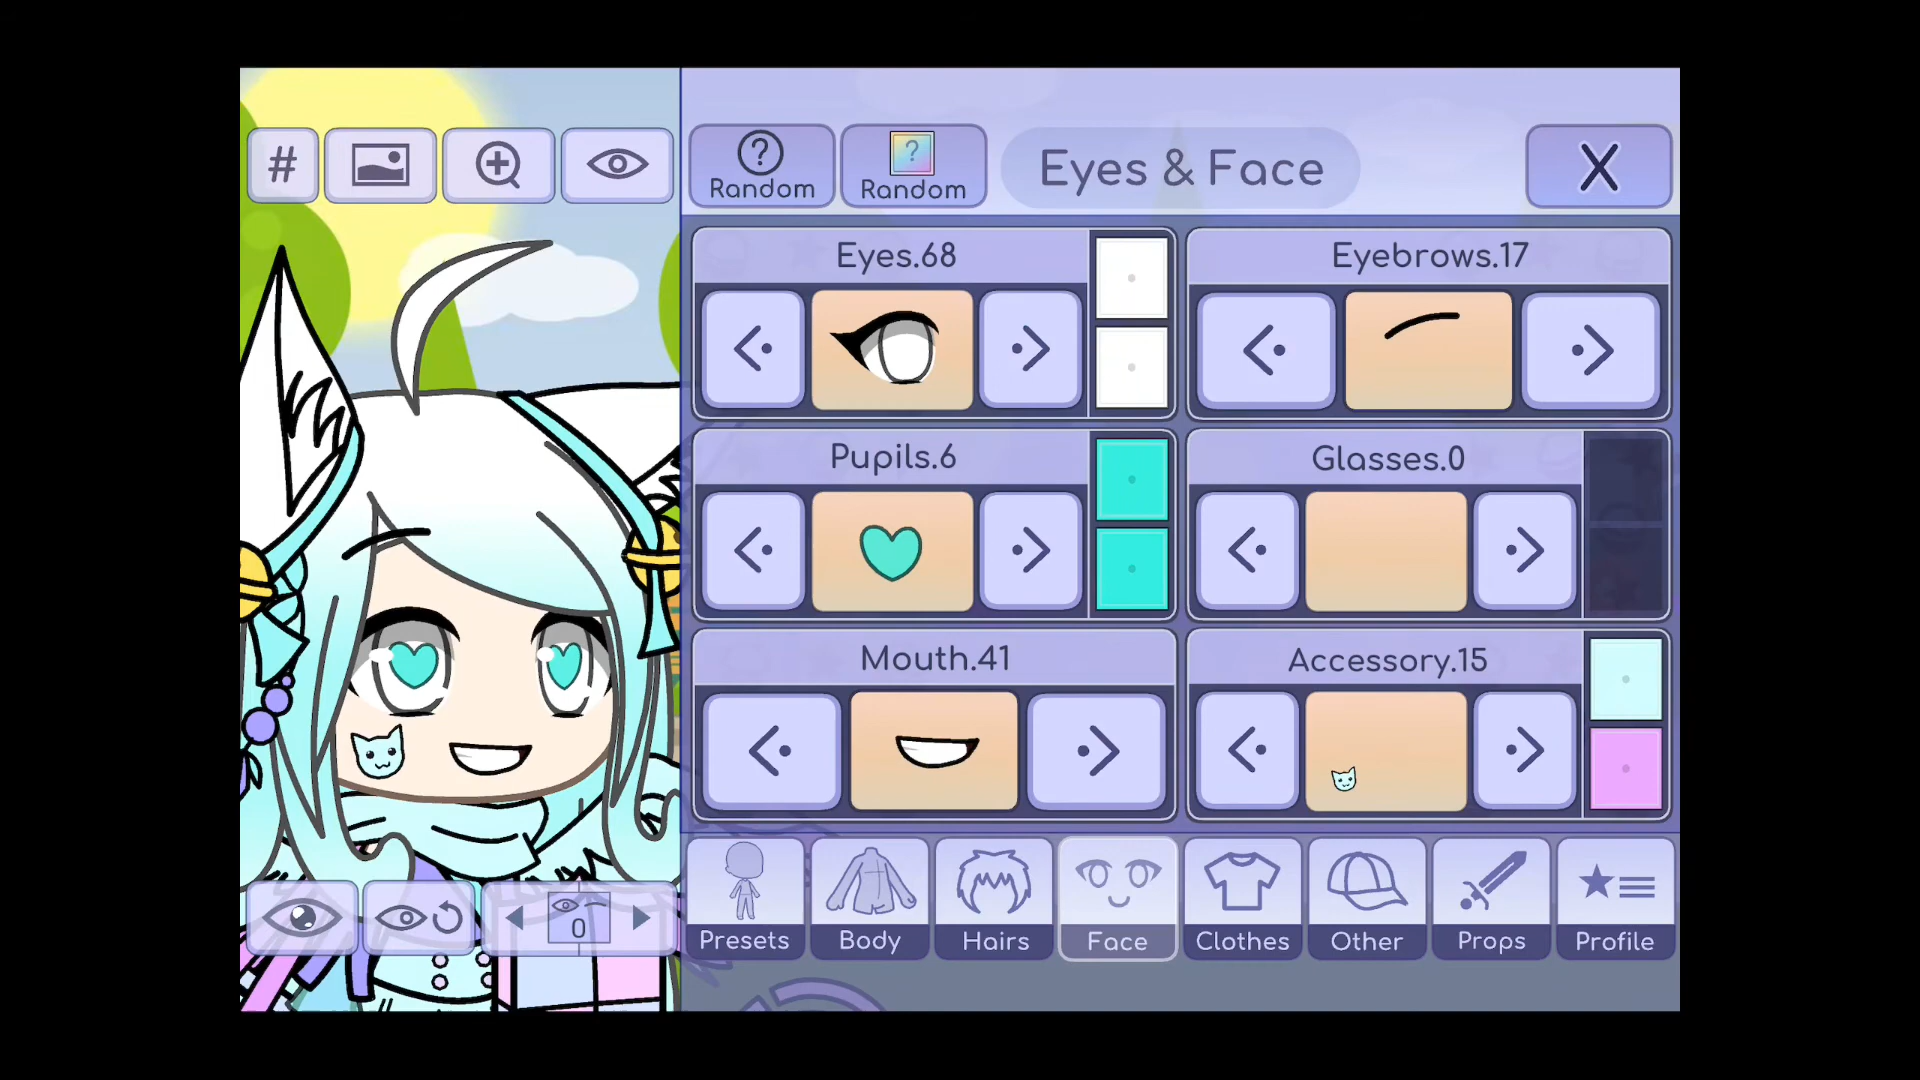 #
?
Random
?
Random
Eyes & Face
X
Eyes.68
Eyebrows.17
Pupils.6
Glasses.0
Mouth.41
Accessory.15
0
Presets
Body
Hairs
Face
Clothes
Other
Props
Profile